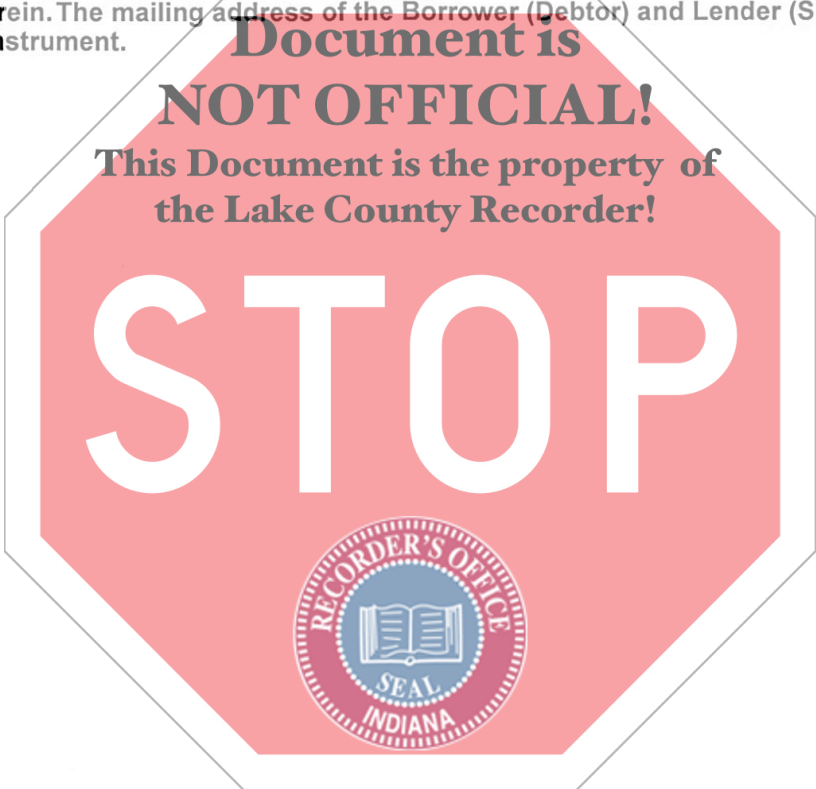 rein. The mailing address of the Borrower (Debtor) and Lender (S
strument.
Document is
NOT OFFICIAL!
This Document is the property of
the Lake County Recorder!
STOP
RECORDER'S OFFICE
SEAL
INDIANA